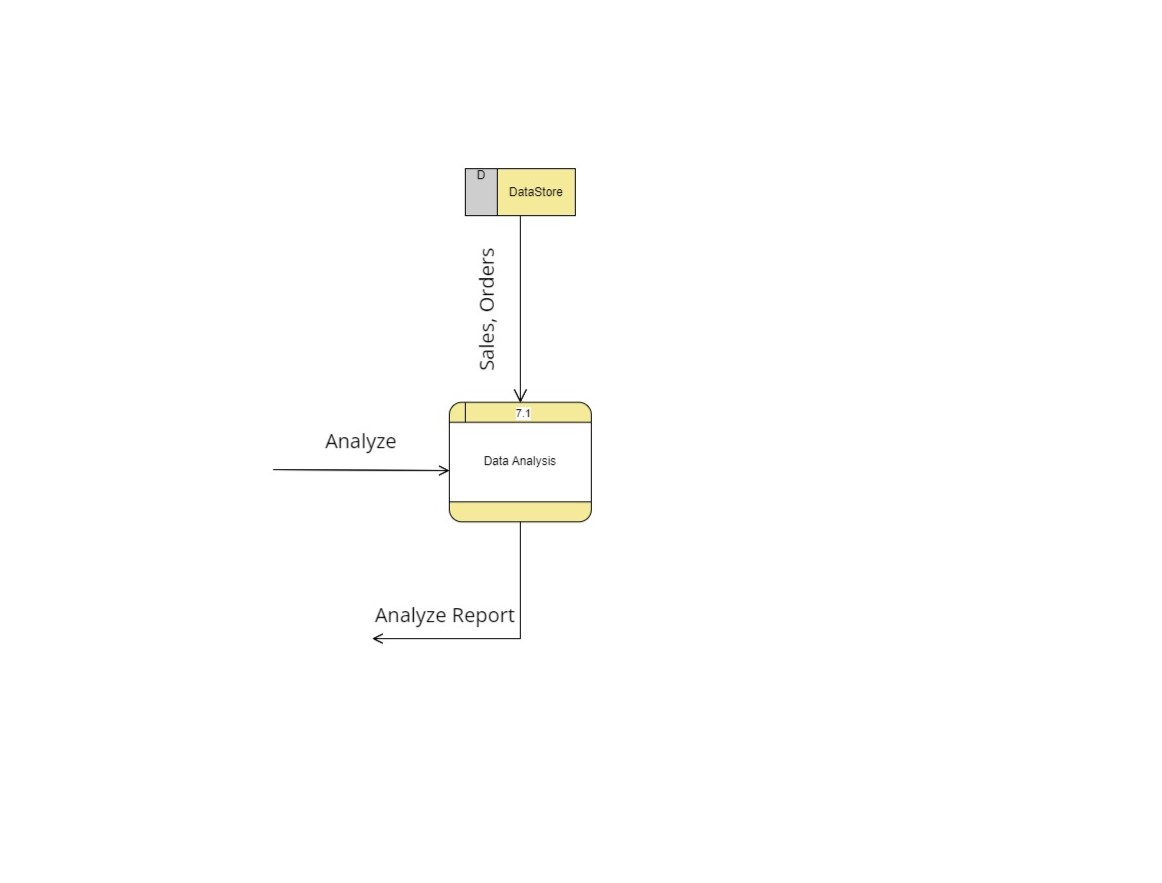 D
DataStore
Sales, Orders
7.1
Analyze
Data Analysis
Analyze Report